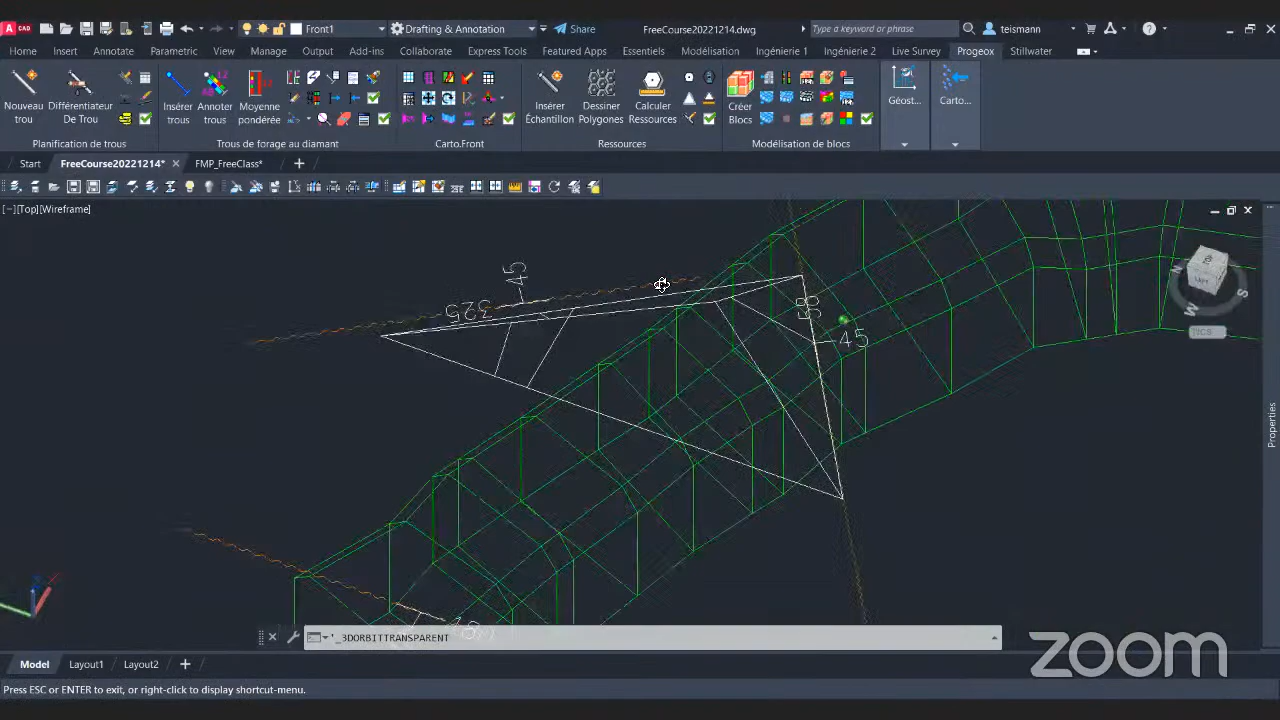 A CAD Front1 Drafting & Annotation Share FreeCourse20221214.dwg Type a keyword or phrase teismann
Home Insert Annotate Parametric View Manage Output Add-ins Collaborate Express Tools Featured Apps Essentiels Modélisation Ingénierie 1 Ingénierie 2 Live Survey Progeox Stillwater
Nouveau trou
Différentiateur De Trou
Insérer trous
Annoter trous
Moyenne pondérée
Insérer Échantillon
Dessiner Polygones
Calculer Ressources
Créer Blocs
Géost...
Carto...
Planification de trous Trous de forage au diamant Carto.Front Ressources Modélisation de blocs
Start FreeCourse20221214* FMP_FreeClass*
[−][Top][Wireframe]
45
325
-45
N
S
W
'_3DORBITTRANSPARENT
Properties
Model Layout1 Layout2
zoom
Press ESC or ENTER to exit, or right-click to display shortcut-menu.